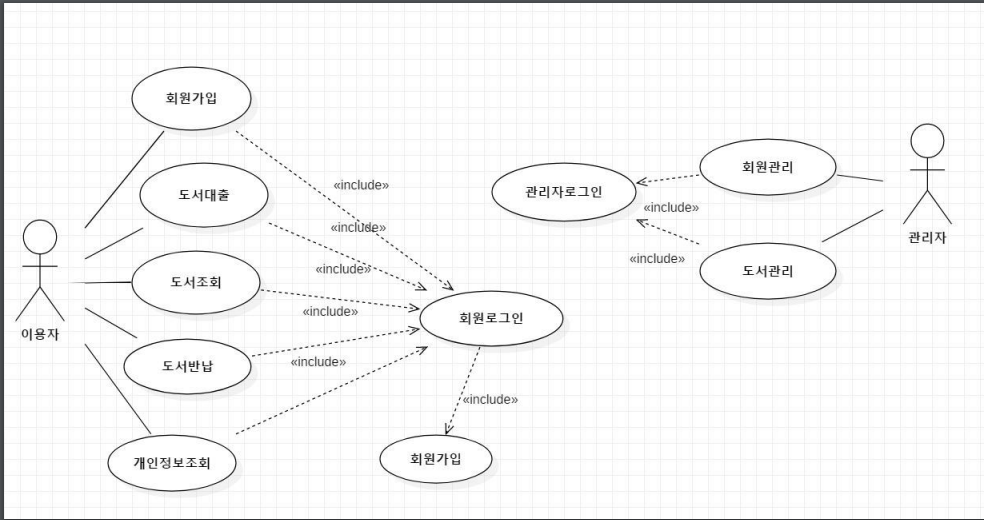 회원가입
«include»
도서대출
«include»
도서조회
«include»
이용자
«include»
회원로그인
도서반납
«include»
«include»
개인정보조회
회원가입
관리자로그인
회원관리
«include»
«include»
도서관리
관리자